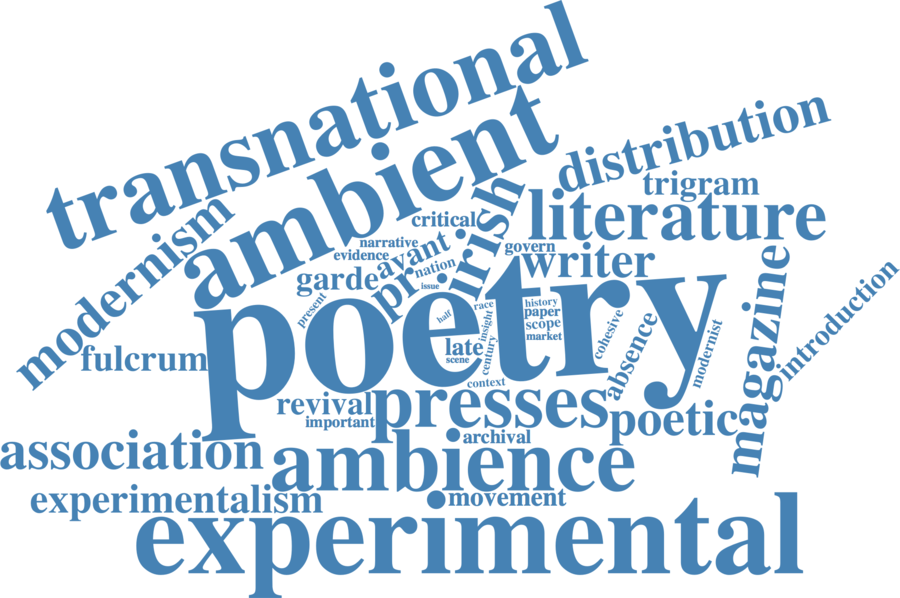 transnational
ambient
distribution
trigram
modernism
critical
irish
literature
narrative
evidence
avant
nation
govern
writer
garde
pr
issue
poetry
present
half
race
insight
history
paper
scope
market
cohesive
absence
modernist
magazine
introduction
fulcrum
late
scene
century
context
revival
important
presses
poetic
association
archival
ambience
experimentalism
movement
experimental